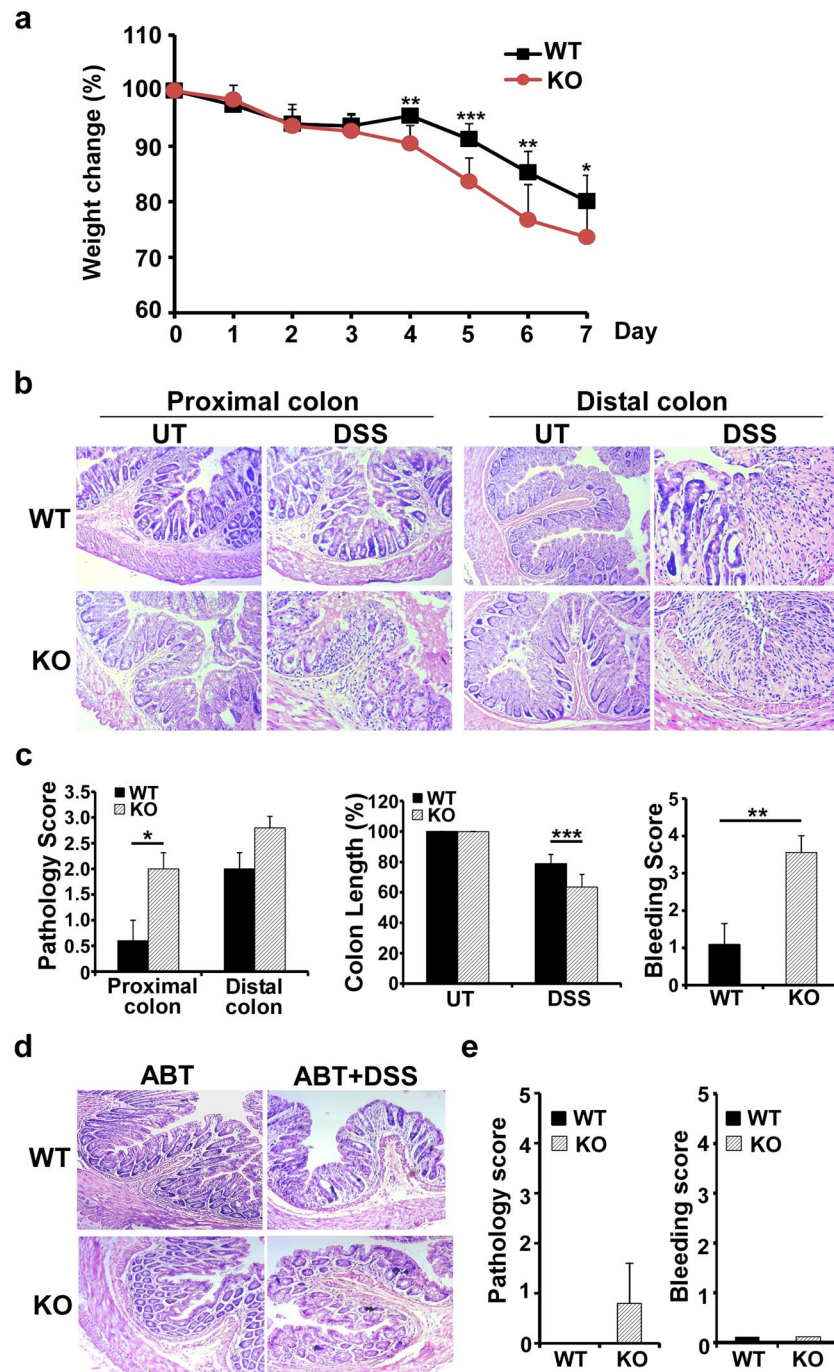 a
Weight change (%)
110
100
90
80
70
60
0 1 2 3 4 5 6 7 Day
WT
KO
** *** ** *
b
Proximal colon Distal colon
UT DSS UT DSS
WT
KO
c
Pathology Score
3.5
3.0
2.5
2.0
1.5
1.0
0.5
0
WT
KO
*
Proximal colon
Distal colon
Colon Length (%)
120
100
80
60
40
20
0
WT
KO
***
UT DSS
Bleeding Score
5
4
3
2
1
0
**
WT KO
d
ABT ABT+DSS
WT
KO
e
Pathology score
5
4
3
2
1
0
WT
KO
WT KO
Bleeding score
5
4
3
2
1
0
WT
KO
WT KO